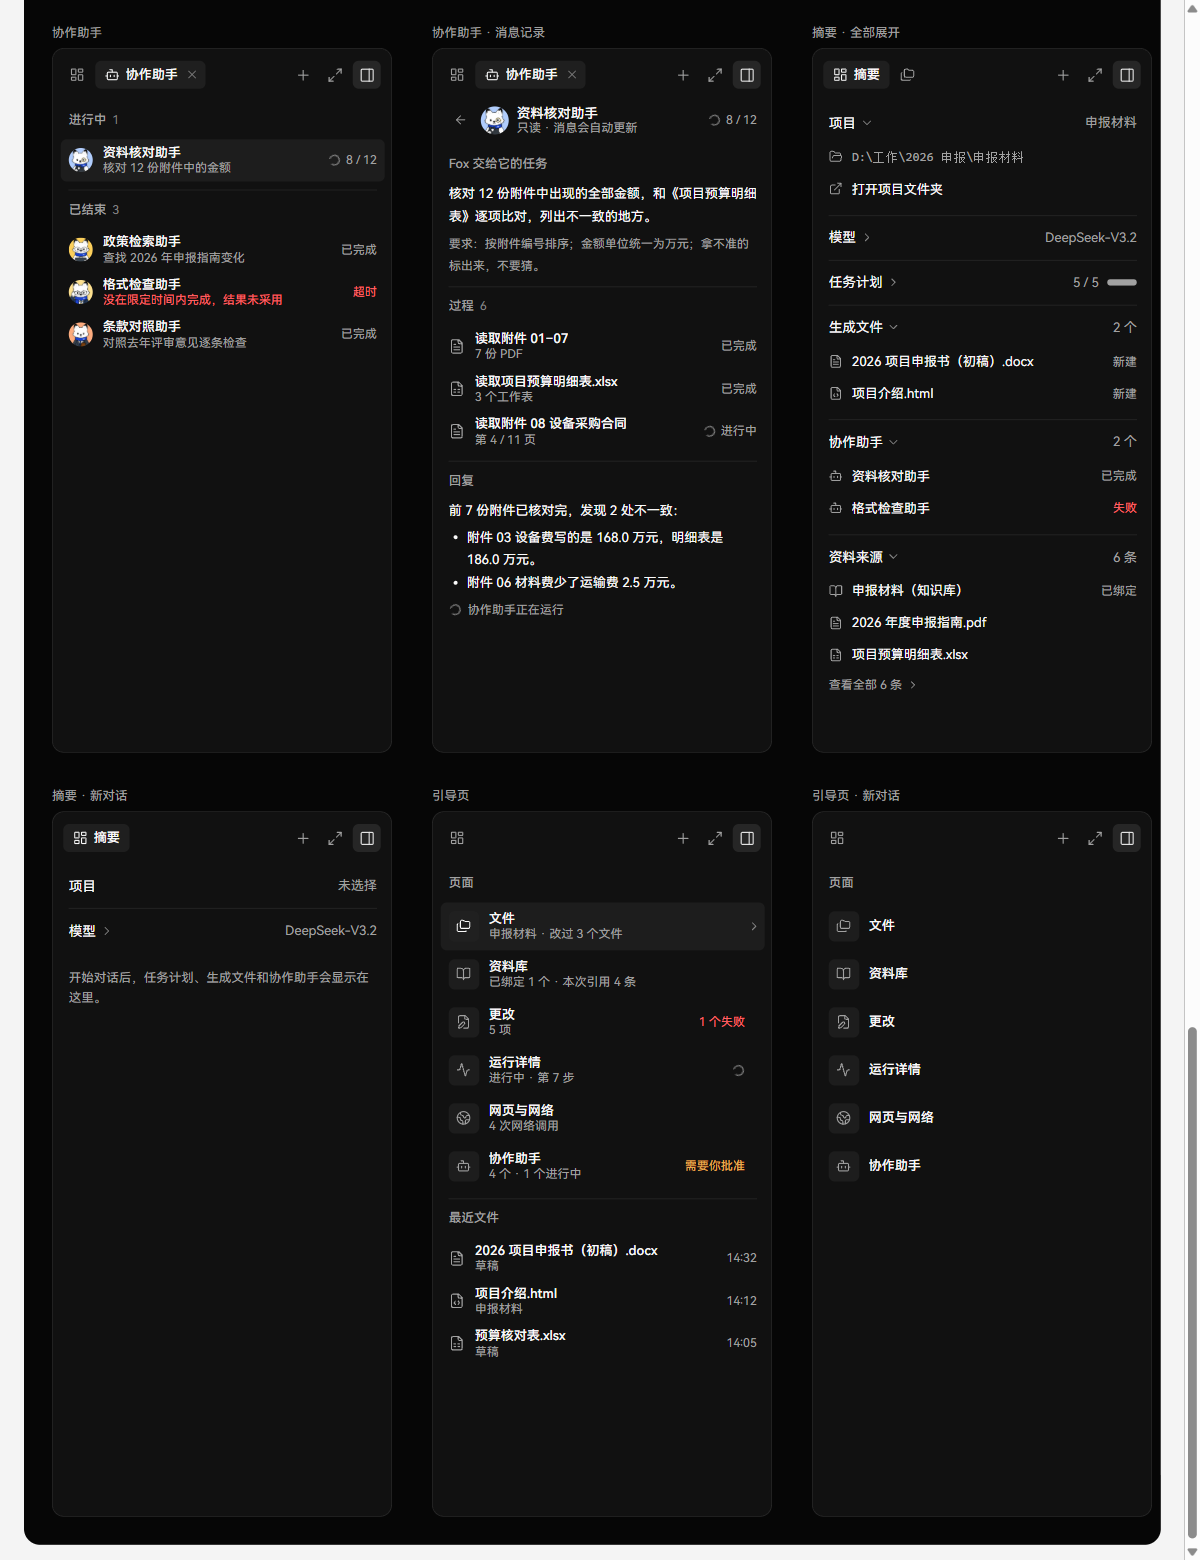 协作助手
协作助手
进行中 1
资料核对助手
核对 12 份附件中的金额
8 / 12
已结束 3
政策检索助手
查找 2026 年申报指南变化
已完成
格式检查助手
没在限定时间内完成，结果未采用
超时
条款对照助手
对照去年评审意见逐条检查
已完成
协作助手 · 消息记录
协作助手
资料核对助手
只读 · 消息会自动更新
8 / 12
Fox 交给它的任务
核对 12 份附件中出现的全部金额，和《项目预算明细
表》逐项比对，列出不一致的地方。
要求：按附件编号排序；金额单位统一为万元；拿不准的
标出来，不要猜。
过程 6
读取附件 01-07
7 份 PDF
已完成
读取项目预算明细表.xlsx
3 个工作表
已完成
读取附件 08 设备采购合同
第 4 / 11 页
进行中
回复
前 7 份附件已核对完，发现 2 处不一致：
• 附件 03 设备费写的是 168.0 万元，明细表是
186.0 万元。
• 附件 06 材料费少了运输费 2.5 万元。
协作助手正在运行
摘要 · 全部展开
摘要
项目
申报材料
D:\工作\2026 申报\申报材料
打开项目文件夹
模型
DeepSeek-V3.2
任务计划
5 / 5
生成文件
2 个
2026 项目申报书（初稿）.docx
新建
项目介绍.html
新建
协作助手
2 个
资料核对助手
已完成
格式检查助手
失败
资料来源
6 条
申报材料（知识库）
已绑定
2026 年度申报指南.pdf
项目预算明细表.xlsx
查看全部 6 条
摘要 · 新对话
摘要
项目
未选择
模型
DeepSeek-V3.2
开始对话后，任务计划、生成文件和协作助手会显示在
这里。
引导页
页面
文件
申报材料 · 改过 3 个文件
资料库
已绑定 1 个 · 本次引用 4 条
更改
5 项
1 个失败
运行详情
进行中 · 第 7 步
网页与网络
4 次网络调用
协作助手
4 个 · 1 个进行中
需要你批准
最近文件
2026 项目申报书（初稿）.docx
草稿
14:32
项目介绍.html
申报材料
14:12
预算核对表.xlsx
草稿
14:05
引导页 · 新对话
页面
文件
资料库
更改
运行详情
网页与网络
协作助手